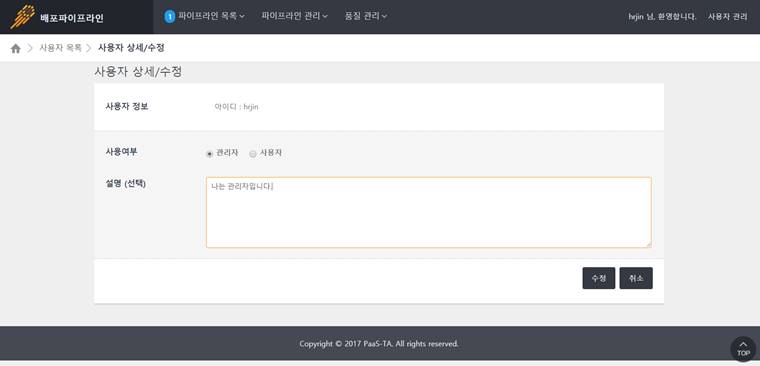 배포파이프라인
1 파이프라인 목록 파이프라인 관리 품질 관리
hrjin 님, 환영합니다. 사용자 관리
사용자 목록 사용자 상세/수정
사용자 상세/수정
사용자 정보 아이디 : hrjin
사용여부 관리자 사용자
설명 (선택) 나는 관리자입니다.
수정 취소
Copyright © 2017 PaaS-TA. All rights reserved.
TOP